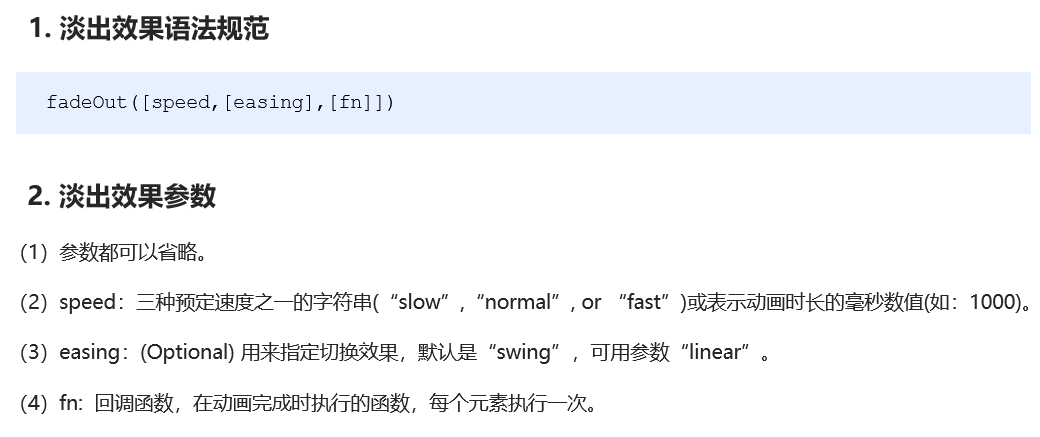 1. 淡出效果语法规范
fadeOut([speed,[easing],[fn]])
2. 淡出效果参数
（1）参数都可以省略。
（2）speed：三种预定速度之一的字符串(“slow”,“normal”, or “fast”)或表示动画时长的毫秒数值(如：1000)。
（3）easing：(Optional) 用来指定切换效果，默认是“swing”，可用参数“linear”。
（4）fn: 回调函数，在动画完成时执行的函数，每个元素执行一次。